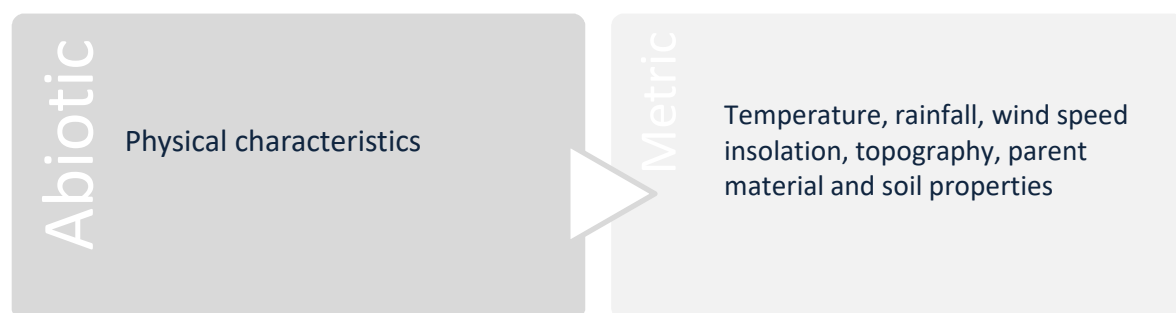 Abiotic
Physical characteristics
Metric
Temperature, rainfall, wind speed
insolation, topography, parent
material and soil properties